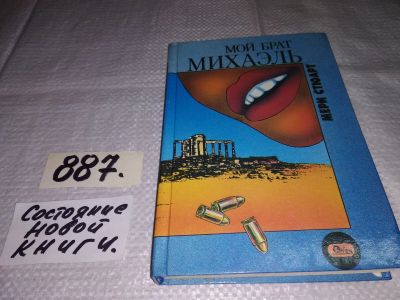 МОЙ БРАТ
МИХАЭЛЬ
МЕРИ СТЮАРТ
887.
Состояние
новой
книги.